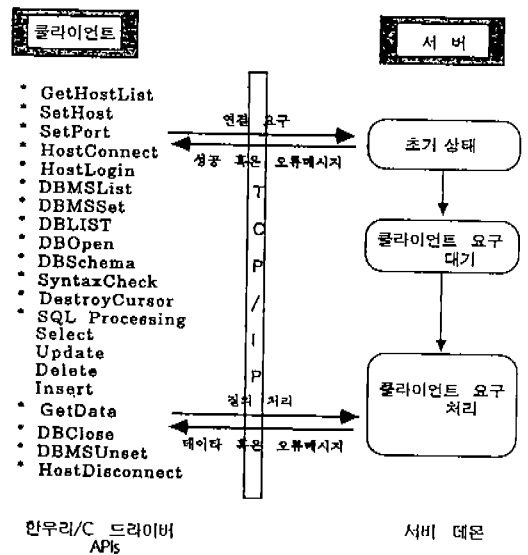 클라이언트
서 버
* GetHostList
* SetHost
* SetPort
* HostConnect
* HostLogin
* DBMSList
* DBMSSet
* DBLIST
* DBOpen
* DBSchema
* SyntaxCheck
* DestroyCursor
* SQL Processing
Select
Update
Delete
Insert
* GetData
* DBClose
* DBMSUnset
* HostDisconnect
연결 요구
성공 혹은 오류메시지
TCP/IP
질의 처리
데이타 혹은 오류메시지
초기 상태
클라이언트 요구
대기
클라이언트 요구
처리
한우리/C 드라이버
APIs
서버 데몬